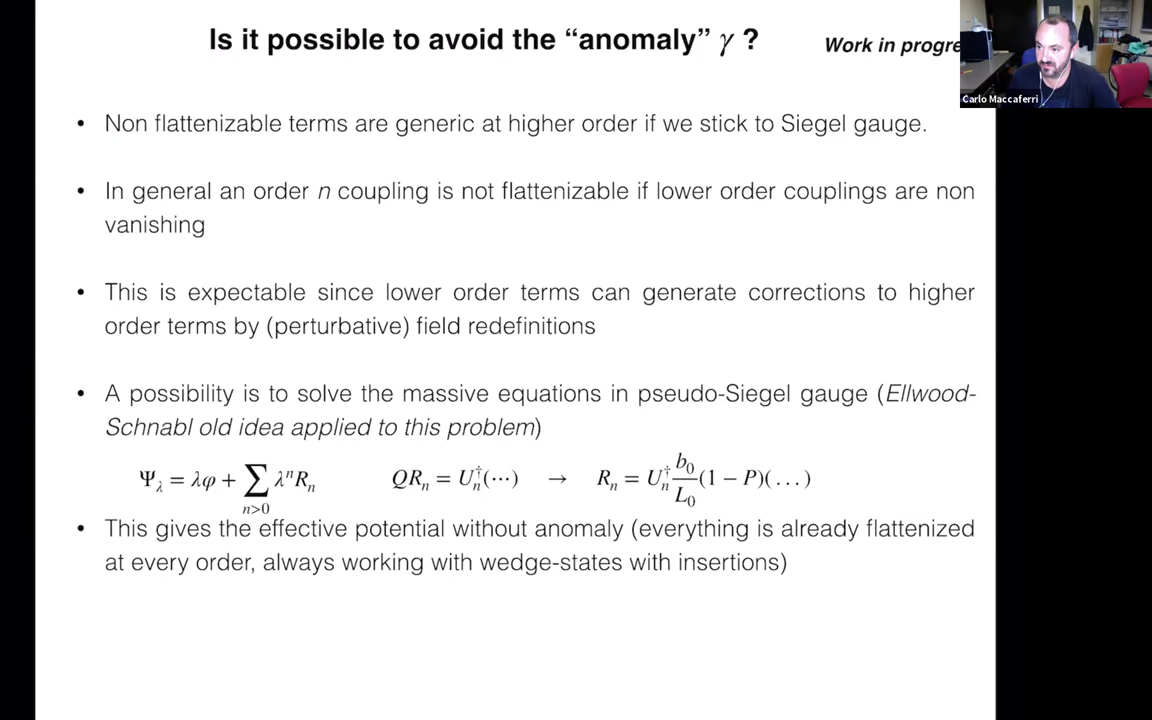 Is it possible to avoid the “anomaly” γ ?
Work in progre
Carlo Maccaferri
• Non flattenizable terms are generic at higher order if we stick to Siegel gauge.
• In general an order n coupling is not flattenizable if lower order couplings are non
vanishing
• This is expectable since lower order terms can generate corrections to higher
order terms by (perturbative) field redefinitions
• A possibility is to solve the massive equations in pseudo-Siegel gauge (Ellwood-
Schnabl old idea applied to this problem)
Ψ_λ = λφ + ∑_{n>0} λ^n R_n    QR_n = U_n^†(⋯)   →   R_n = U_n^† b_0/L_0 (1 − P)(. . . )
• This gives the effective potential without anomaly (everything is already flattenized
at every order, always working with wedge-states with insertions)